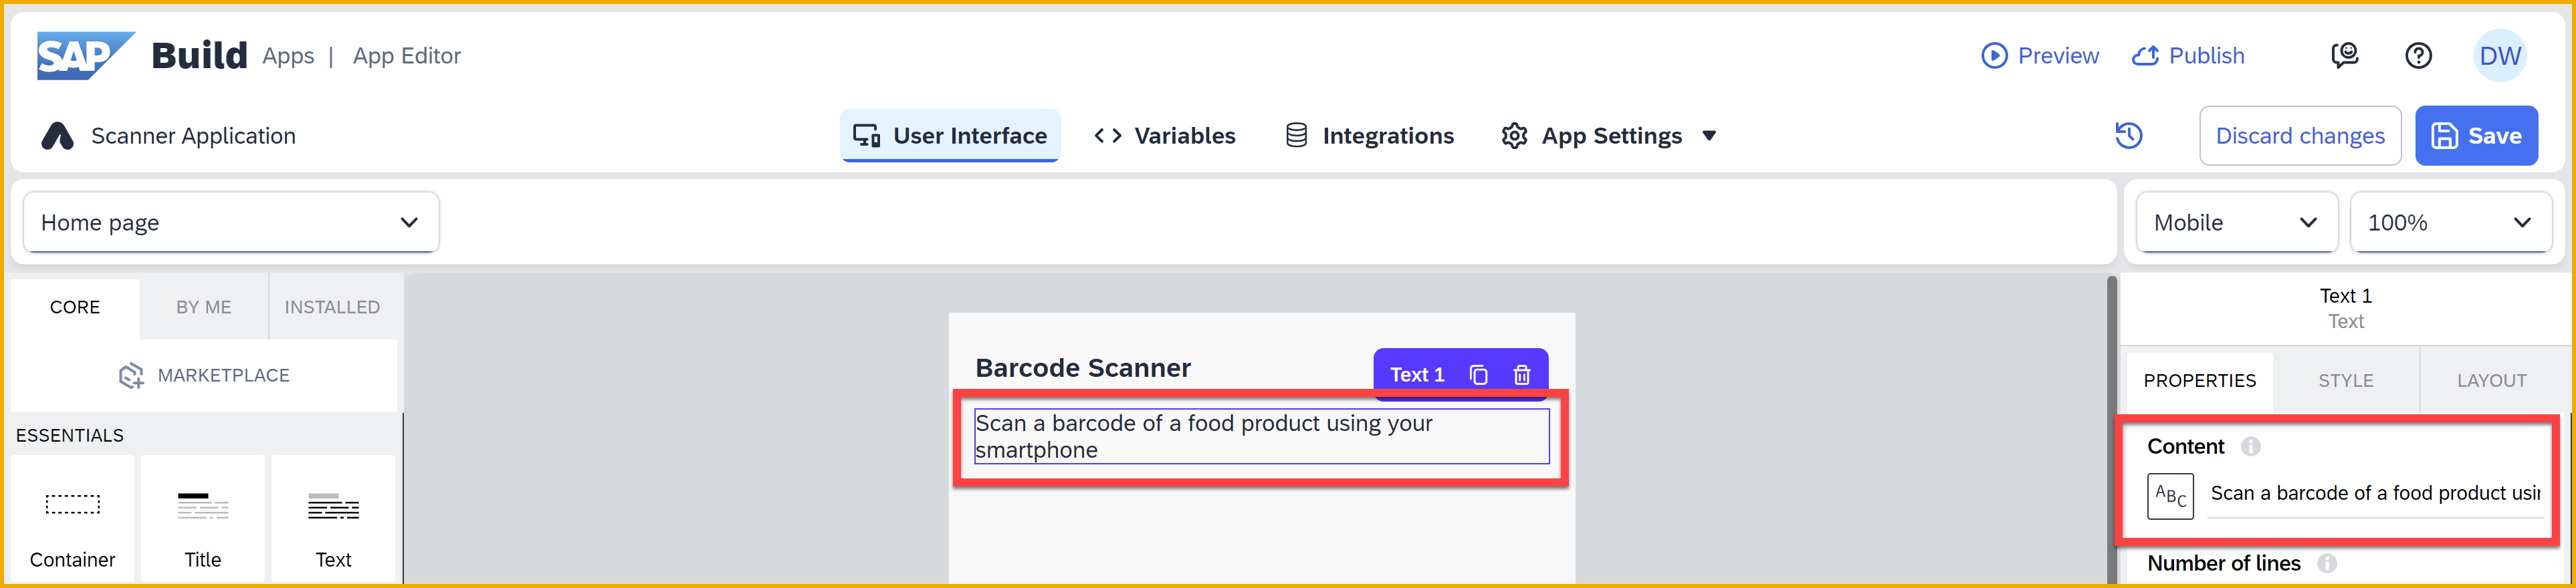 SAP Build Apps | App Editor
Preview Publish DW
Scanner Application
User Interface Variables Integrations App Settings
Discard changes Save
Home page
Mobile 100%
CORE BY ME INSTALLED
MARKETPLACE
ESSENTIALS
Container Title Text
Barcode Scanner
Text 1
Scan a barcode of a food product using your
smartphone
Text 1
Text
PROPERTIES STYLE LAYOUT
Content
ABC Scan a barcode of a food product usin
Number of lines